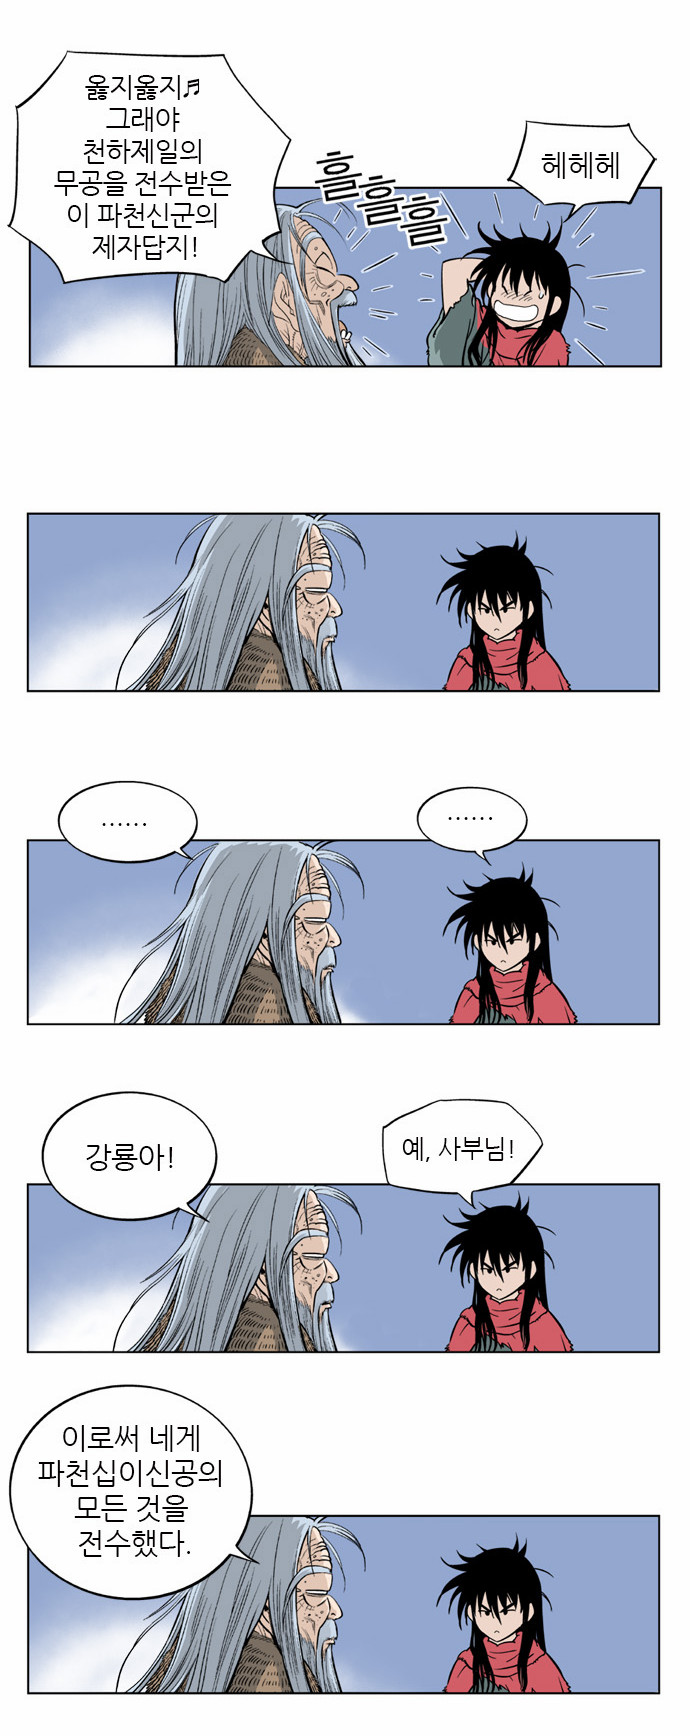 옳지옳지♬
그래야
천하제일의
무공을 전수받은
이 파천신군의
제자답지!
흘흘흘
헤헤헤
······
······
강룡아!
예, 사부님!
이로써 네게
파천십이신공의
모든 것을
전수했다.